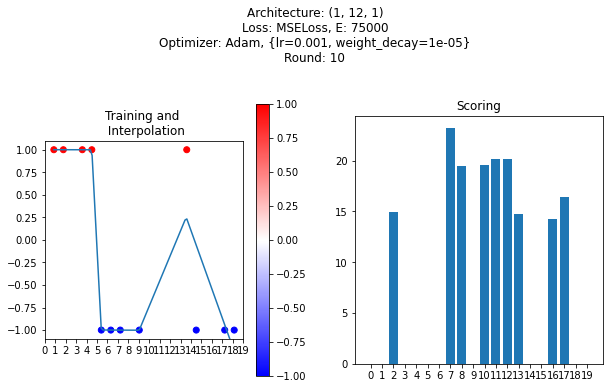 Architecture: (1, 12, 1)
Loss: MSELoss, E: 75000
Optimizer: Adam, {lr=0.001, weight_decay=1e-05}
Round: 10
Training and
Interpolation
1.00
0.75
0.50
0.25
0.00
−0.25
−0.50
−0.75
−1.00
0 1 2 3 4 5 6 7 8 9 10 11 12 13 14 15 16 17 18 19
1.00
0.75
0.50
0.25
0.00
−0.25
−0.50
−0.75
−1.00
Scoring
20
15
10
5
0
0 1 2 3 4 5 6 7 8 9 10 11 12 13 14 15 16 17 18 19